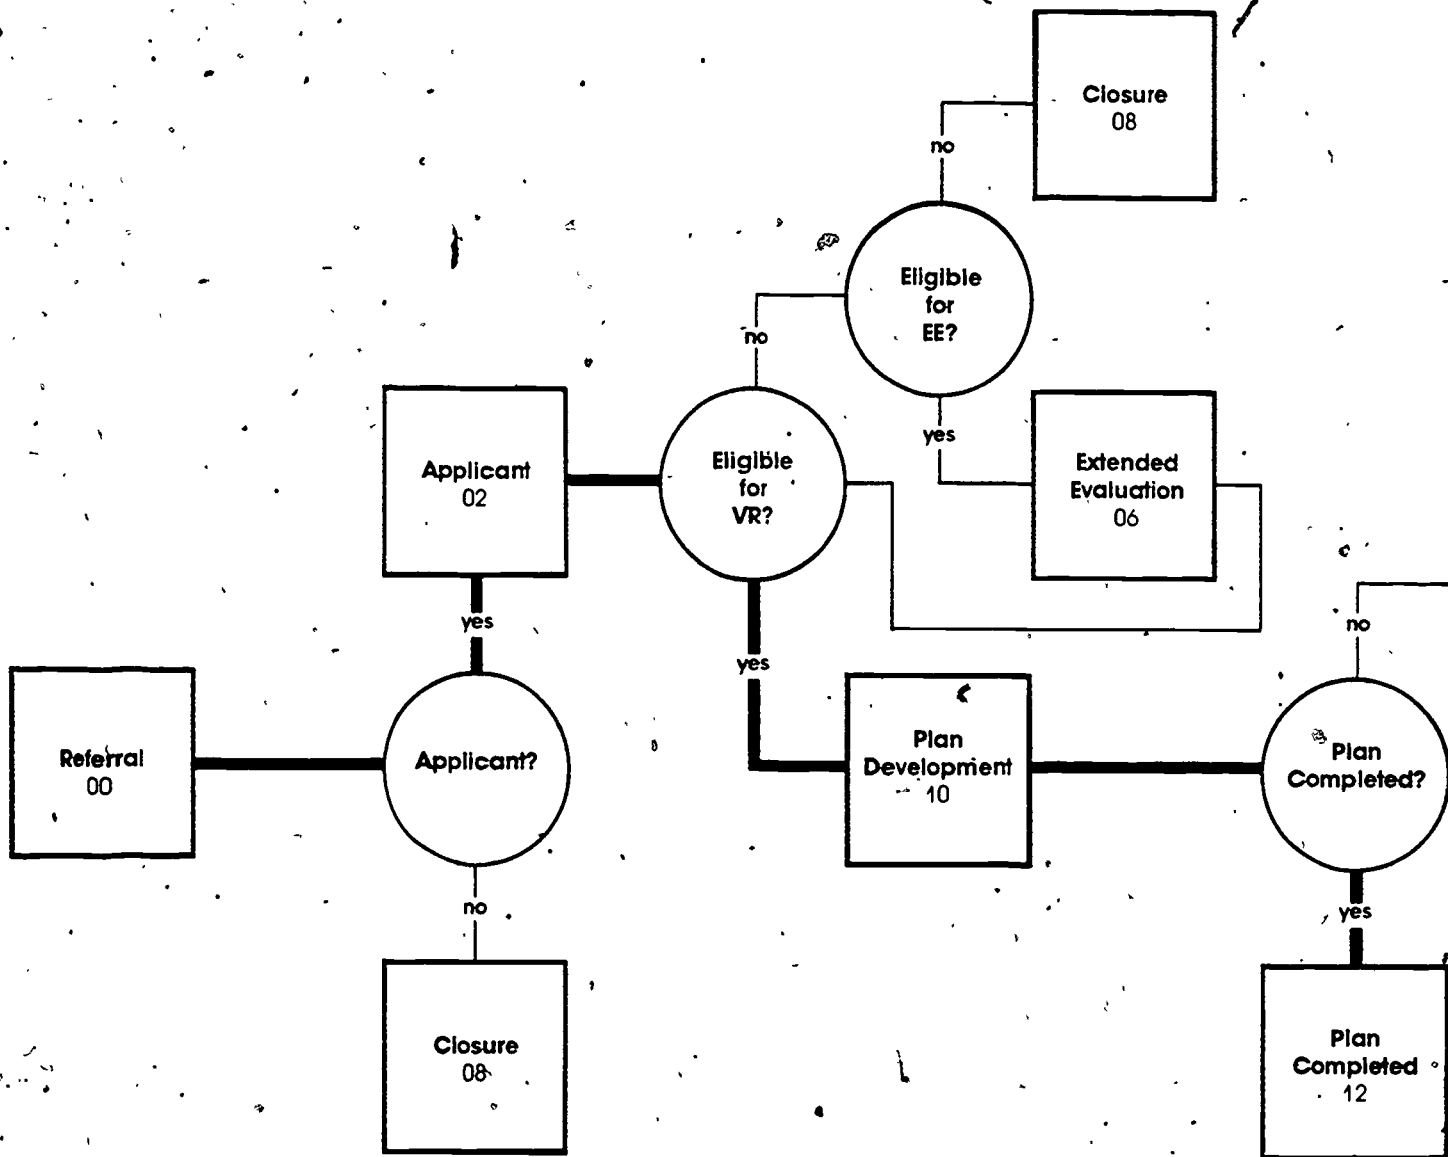 Closure
08
no
Eligible
for
EE?
no
yes
Applicant
02
Eligible
for
VR?
Extended
Evaluation
06
yes
no
yes
Referral
00
Applicant?
Plan
Development
10
Plan
Completed?
no
yes
Closure
08
Plan
Completed
12